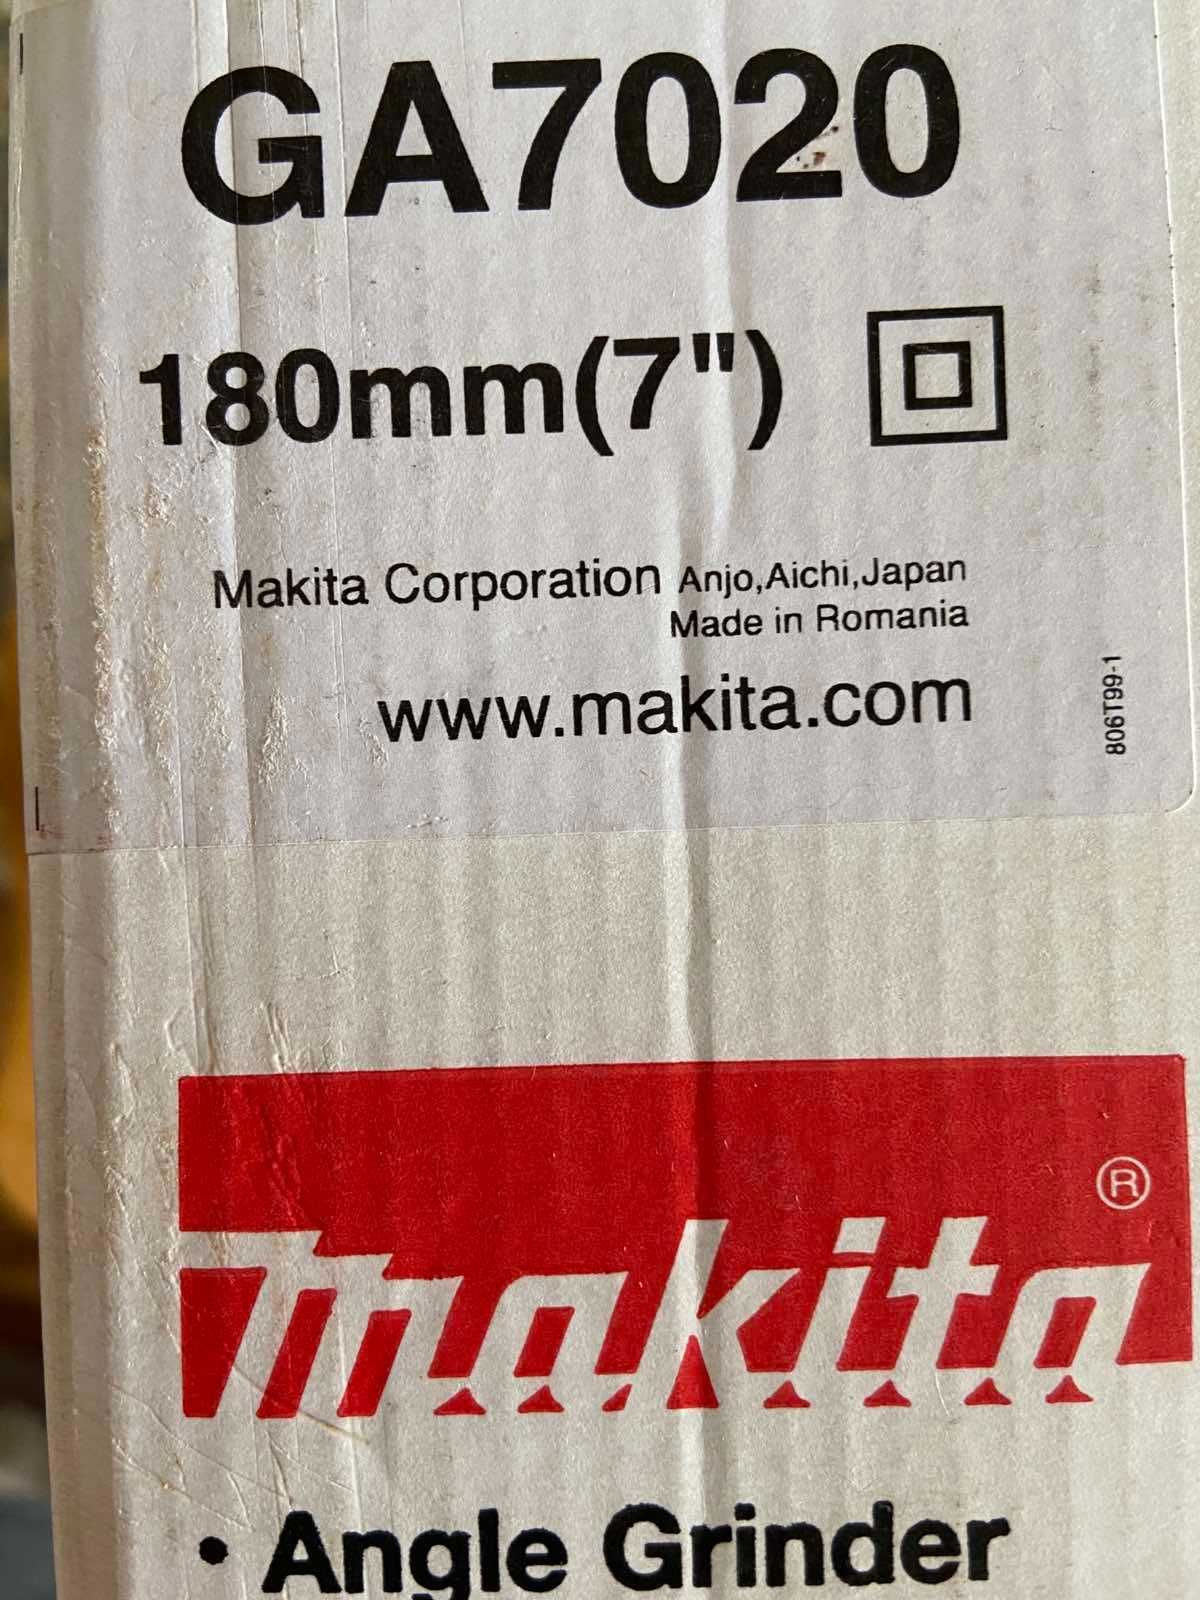 GA7020
180mm(7")
Makita Corporation Anjo,Aichi,Japan
Made in Romania
www.makita.com
806T99-1
makita®
• Angle Grinder